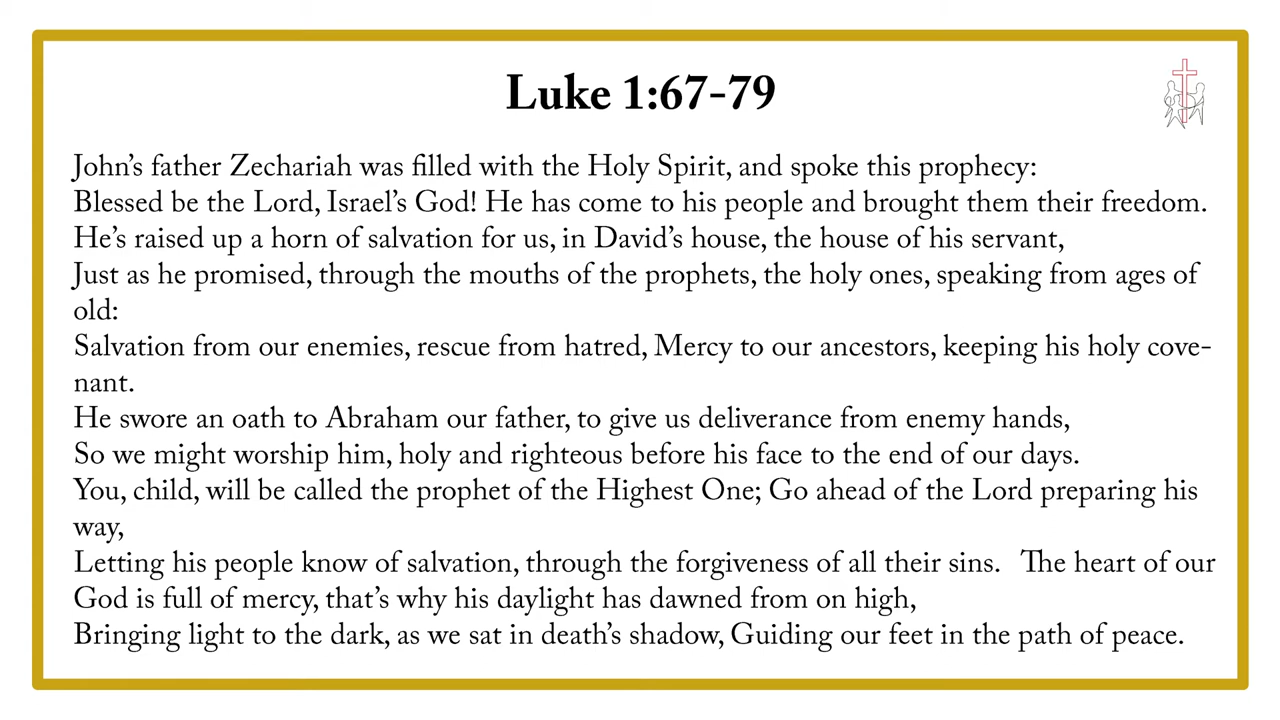 Luke 1:67-79
John’s father Zechariah was filled with the Holy Spirit, and spoke this prophecy:
Blessed be the Lord, Israel’s God! He has come to his people and brought them their freedom.
He’s raised up a horn of salvation for us, in David’s house, the house of his servant,
Just as he promised, through the mouths of the prophets, the holy ones, speaking from ages of
old:
Salvation from our enemies, rescue from hatred, Mercy to our ancestors, keeping his holy cove-
nant.
He swore an oath to Abraham our father, to give us deliverance from enemy hands,
So we might worship him, holy and righteous before his face to the end of our days.
You, child, will be called the prophet of the Highest One; Go ahead of the Lord preparing his
way,
Letting his people know of salvation, through the forgiveness of all their sins.   The heart of our
God is full of mercy, that’s why his daylight has dawned from on high,
Bringing light to the dark, as we sat in death’s shadow, Guiding our feet in the path of peace.